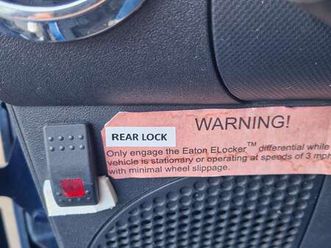 WARNING!
REAR LOCK
Only engage the Eaton ELocker™ differential while
vehicle is stationary or operating at speeds of 3 mph
with minimal wheel slippage.